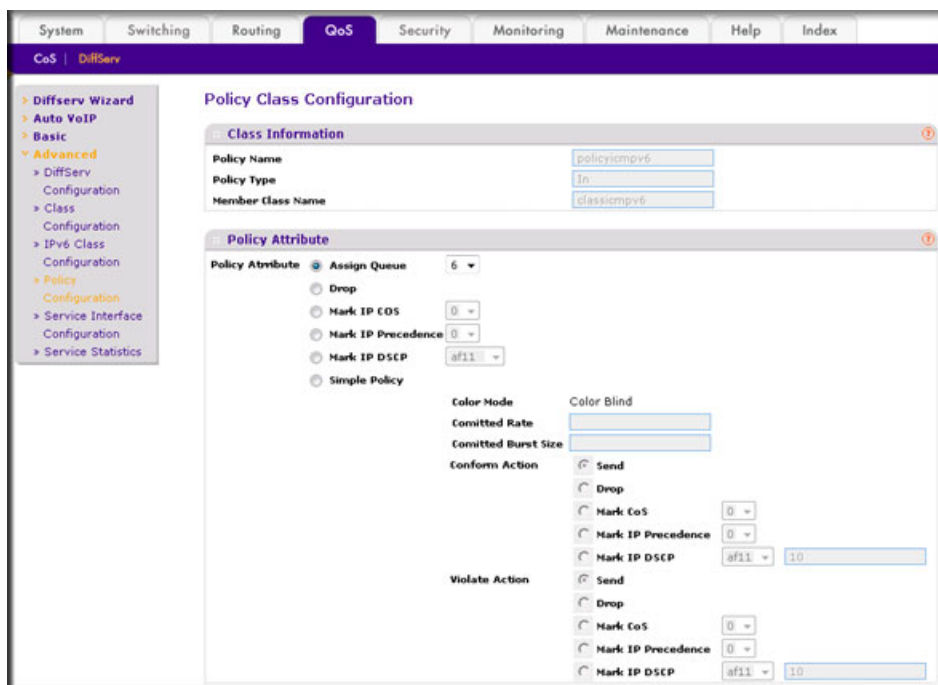 System Switching Routing QoS Security Monitoring Maintenance Help Index
CoS | DiffServ
Diffserv Wizard
Auto VoIP
Basic
Advanced
» DiffServ
Configuration
» Class
Configuration
» IPv6 Class
Configuration
» Policy
Configuration
» Service Interface
Configuration
» Service Statistics
Policy Class Configuration
Class Information
Policy Name policyicmpv6
Policy Type In
Member Class Name classicmpv6
Policy Attribute
Policy Attribute Assign Queue 6
Drop
Mark IP COS 0
Mark IP Precedence 0
Mark IP DSCP af11
Simple Policy
Color Mode Color Blind
Comitted Rate
Comitted Burst Size
Conform Action Send
Drop
Mark CoS 0
Mark IP Precedence 0
Mark IP DSCP af11 10
Violate Action Send
Drop
Mark CoS 0
Mark IP Precedence 0
Mark IP DSCP af11 10